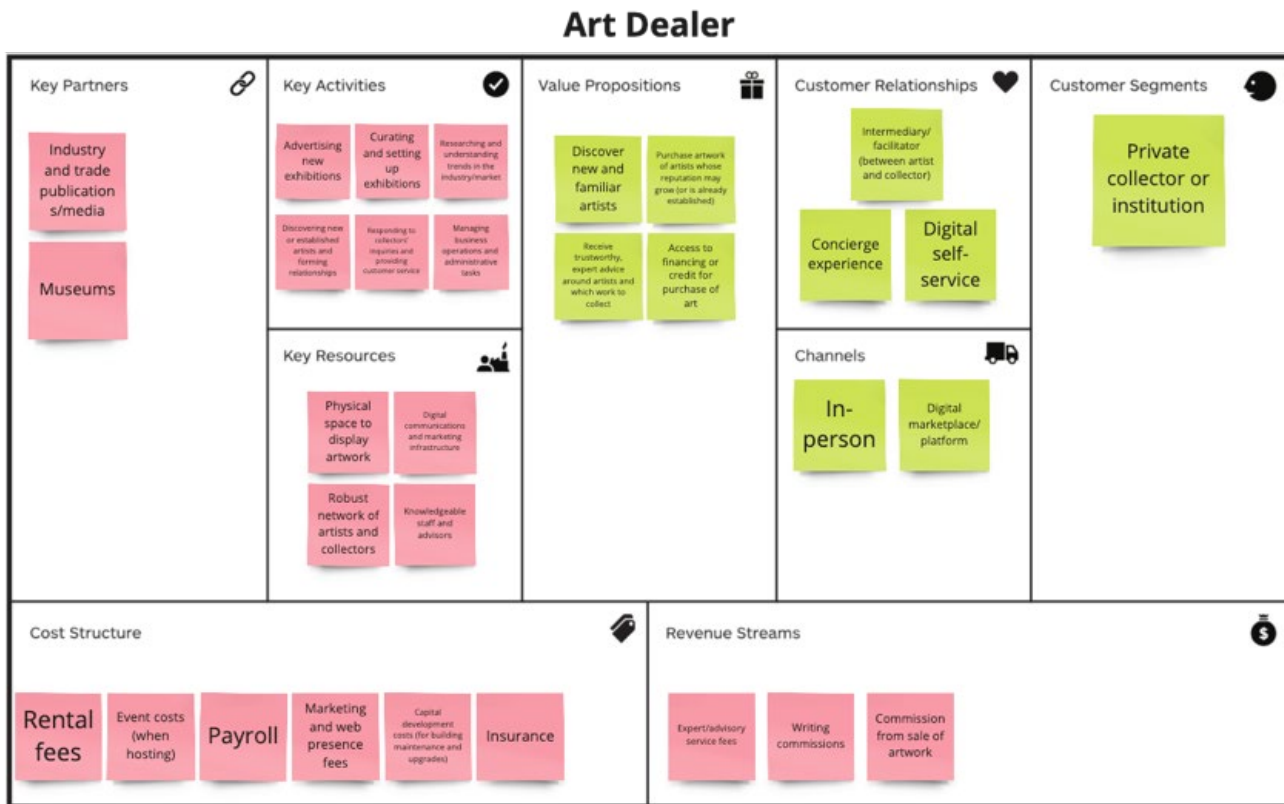 Art Dealer
Key Partners
Industry
and trade
publication
s/media
Museums
Key Activities
Advertising
new
exhibitions
Curating
and setting
up
exhibitions
Researching and
understanding
trends in the
industry/market
Discovering new
or established
artists and
forming
relationships
Responding to
collectors'
inquiries and
providing
customer service
Managing
business
operations and
administrative
tasks
Key Resources
Physical
space to
display
artwork
Digital
communications
and marketing
infrastructure
Robust
network of
artists and
collectors
Knowledgeable
staff and
advisors
Value Propositions
Discover
new and
familiar
artists
Purchase artwork
of artists whose
reputation may
grow (or is already
established)
Receive
trustworthy,
expert advice
around artists and
which work to
collect
Access to
financing or
credit for
purchase of
art
Customer Relationships
Intermediary/
facilitator
(between artist
and collector)
Concierge
experience
Digital
self-
service
Channels
In-
person
Digital
marketplace/
platform
Customer Segments
Private
collector or
institution
Cost Structure
Rental
fees
Event costs
(when
hosting)
Payroll
Marketing
and web
presence
fees
Capital
development
costs (for building
maintenance and
upgrades)
Insurance
Revenue Streams
$
Expert/advisory
service fees
Writing
commissions
Commission
from sale of
artwork